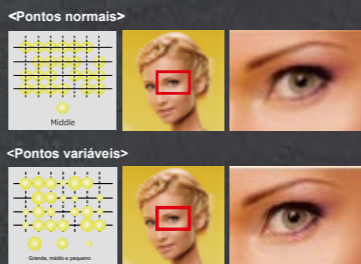 <Pontos normais>
Middle
<Pontos variáveis>
Grande, médio e pequeno